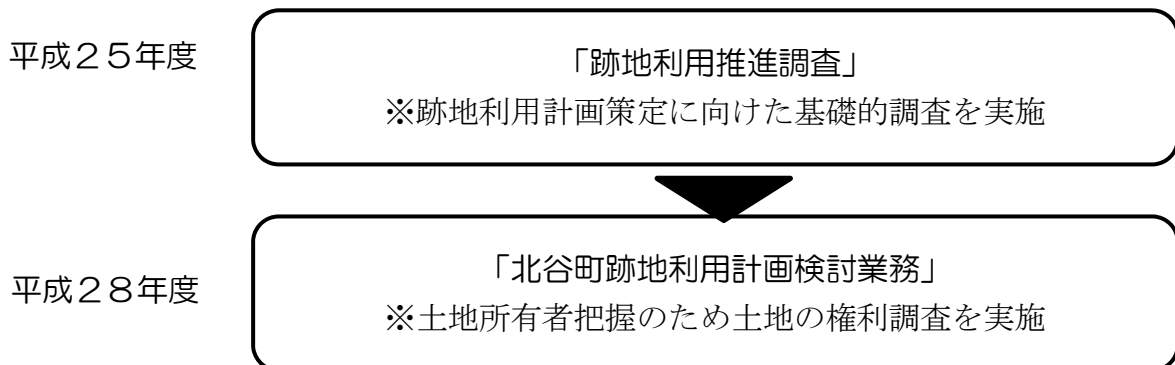 平成２５年度
「跡地利用推進調査」
※跡地利用計画策定に向けた基礎的調査を実施
平成２８年度
「北谷町跡地利用計画検討業務」
※土地所有者把握のため土地の権利調査を実施